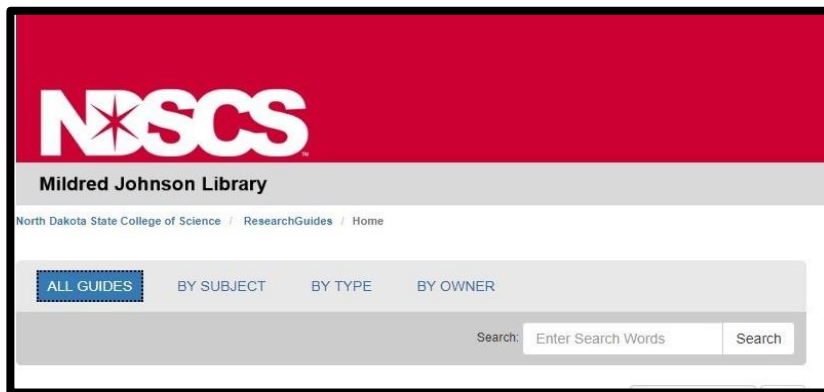 NDSCS
Mildred Johnson Library
North Dakota State College of Science / ResearchGuides / Home
ALL GUIDES BY SUBJECT BY TYPE BY OWNER
Search: Enter Search Words Search